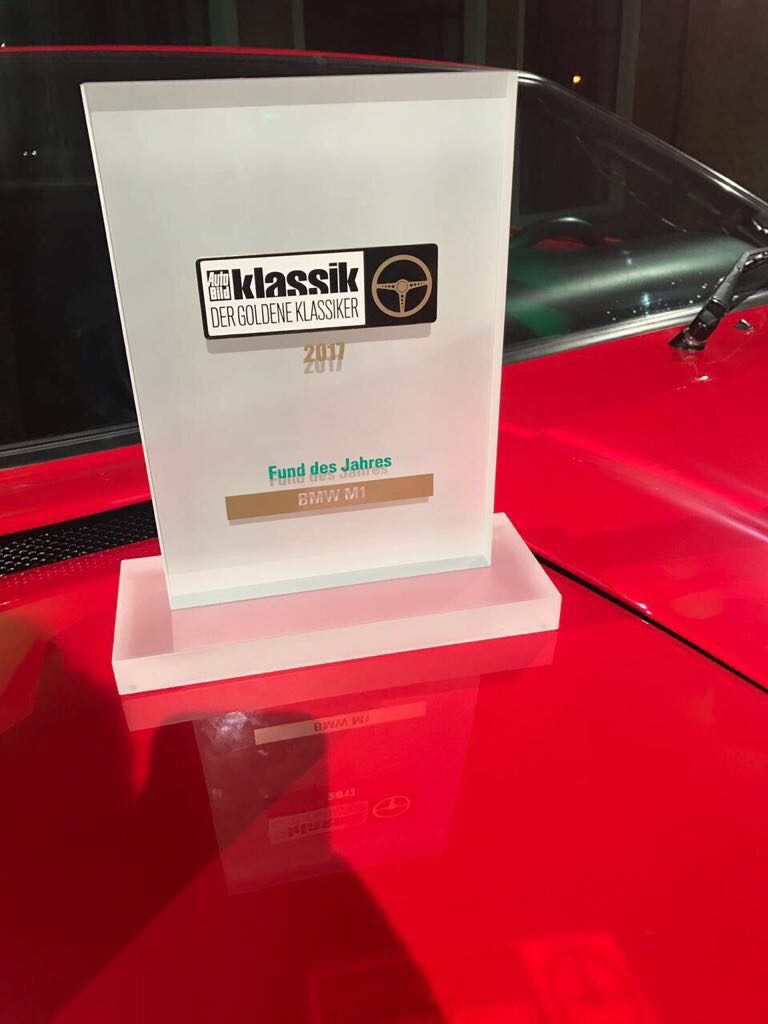 Auto Bild klassik
DER GOLDENE KLASSIKER
2017
Fund des Jahres
BMW M1